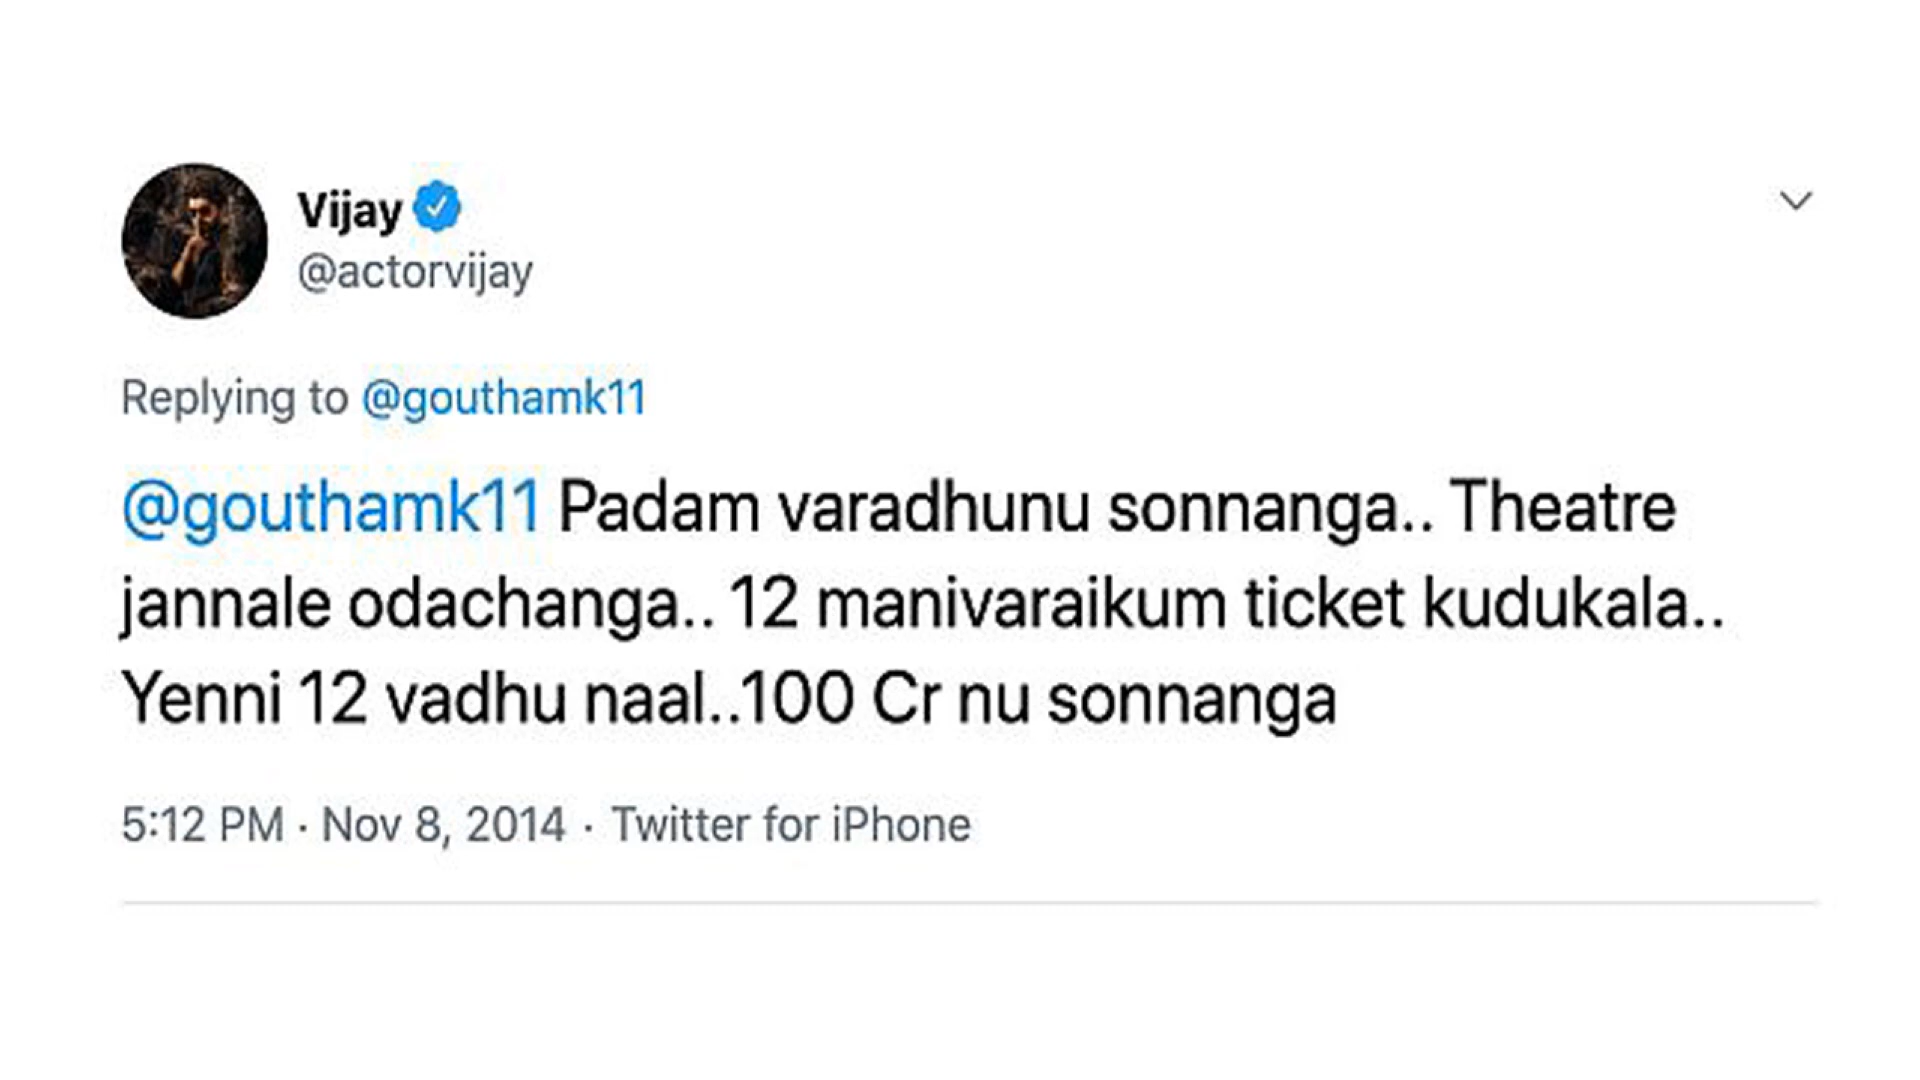 Vijay
@actorvijay
Replying to @gouthamk11
@gouthamk11 Padam varadhunu sonnanga.. Theatre
jannale odachanga.. 12 manivaraikum ticket kudukala..
Yenni 12 vadhu naal..100 Cr nu sonnanga
5:12 PM · Nov 8, 2014 · Twitter for iPhone